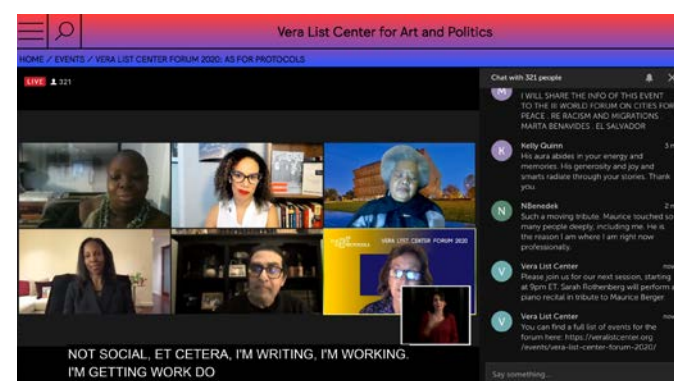 Vera List Center for Art and Politics
HOME / EVENTS / VERA LIST CENTER FORUM 2020: AS FOR PROTOCOLS
LIVE 321
VERA LIST CENTER FORUM 2020
NOT SOCIAL, ET CETERA, I'M WRITING, I'M WORKING.
I'M GETTING WORK DO
Chat with 321 people
M
I WILL SHARE THE INFO OF THIS EVENT
TO THE III WORLD FORUM ON CITIES FOR
PEACE . RE RACISM AND MIGRATIONS
MARTA BENAVIDES . EL SALVADOR
K
Kelly Quinn 3 m
His aura abides in your energy and
memories. His generosity and joy and
smarts radiate through your stories. Thank
you.
N
NBenedek 2 m
Such a moving tribute. Maurice touched so
many people deeply, including me. He is
the reason I am where I am right now
professionally.
V
Vera List Center now
Please join us for our next session, starting
at 9pm ET. Sarah Rothenberg will perform a
piano recital in tribute to Maurice Berger
V
Vera List Center now
You can find a full list of events for the
forum here: https://veralistcenter.org
/events/vera-list-center-forum-2020/
Say something...